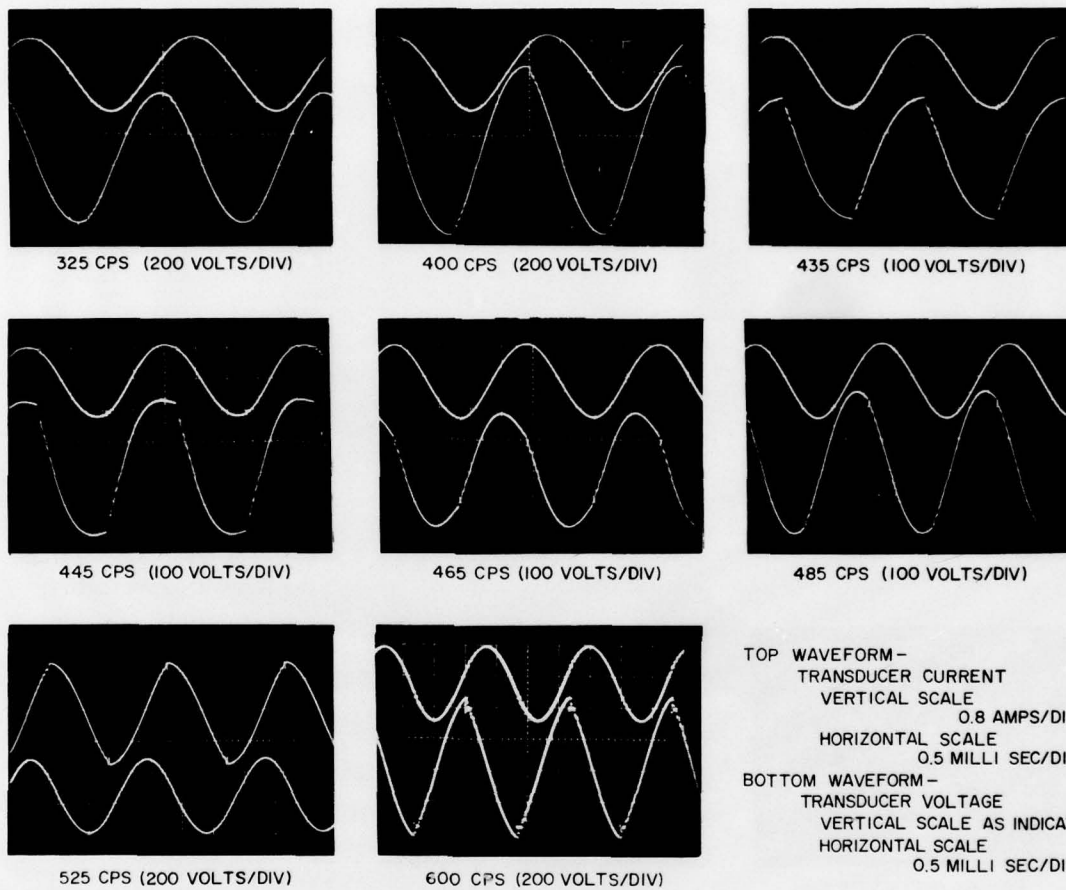 325 CPS (200 VOLTS/DIV)
400 CPS (200 VOLTS/DIV)
435 CPS (100 VOLTS/DIV)
445 CPS (100 VOLTS/DIV)
465 CPS (100 VOLTS/DIV)
485 CPS (100 VOLTS/DIV)
525 CPS (200 VOLTS/DIV)
600 CPS (200 VOLTS/DIV)
TOP WAVEFORM-
TRANSDUCER CURRENT
VERTICAL SCALE
0.8 AMPS/DI
HORIZONTAL SCALE
0.5 MILLI SEC/DI
BOTTOM WAVEFORM-
TRANSDUCER VOLTAGE
VERTICAL SCALE AS INDICA
HORIZONTAL SCALE
0.5 MILLI SEC/DI